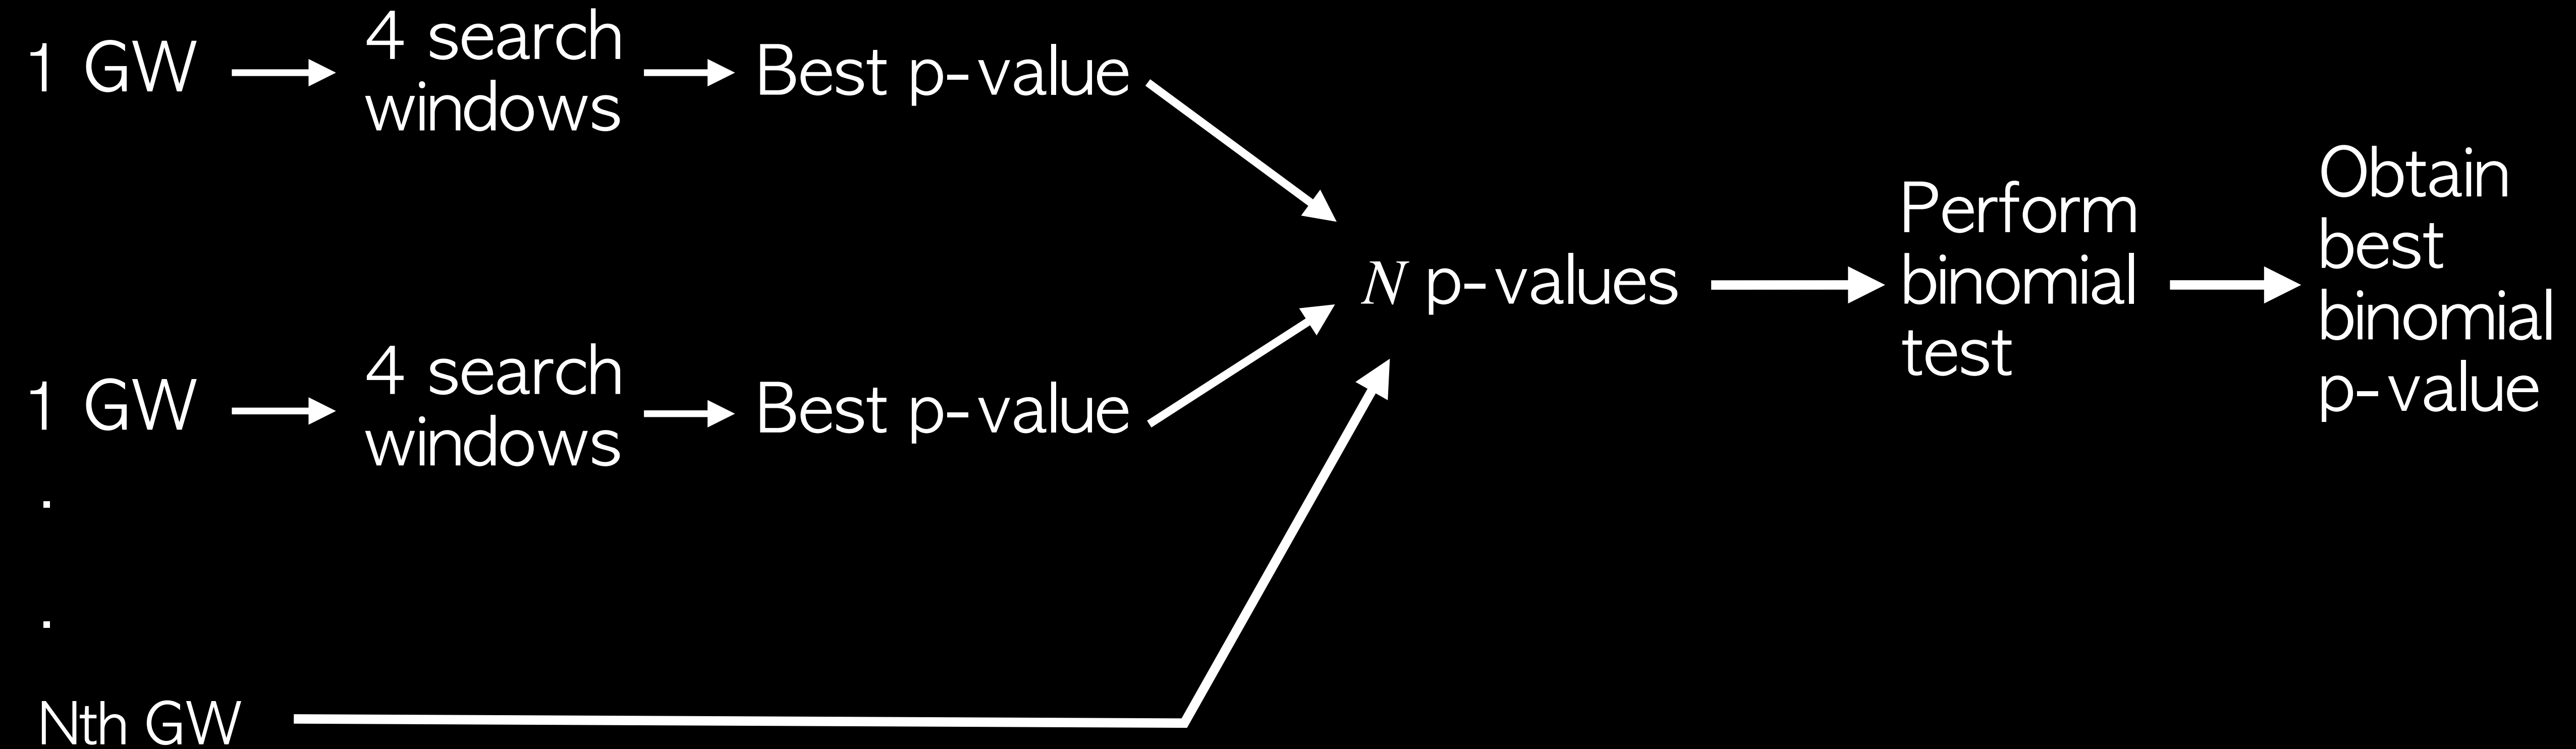 1 GW
4 search
windows
Best p-value
1 GW
4 search
windows
Best p-value
.
.
Nth GW
N p-values
Perform
binomial
test
Obtain
best
binomial
p-value